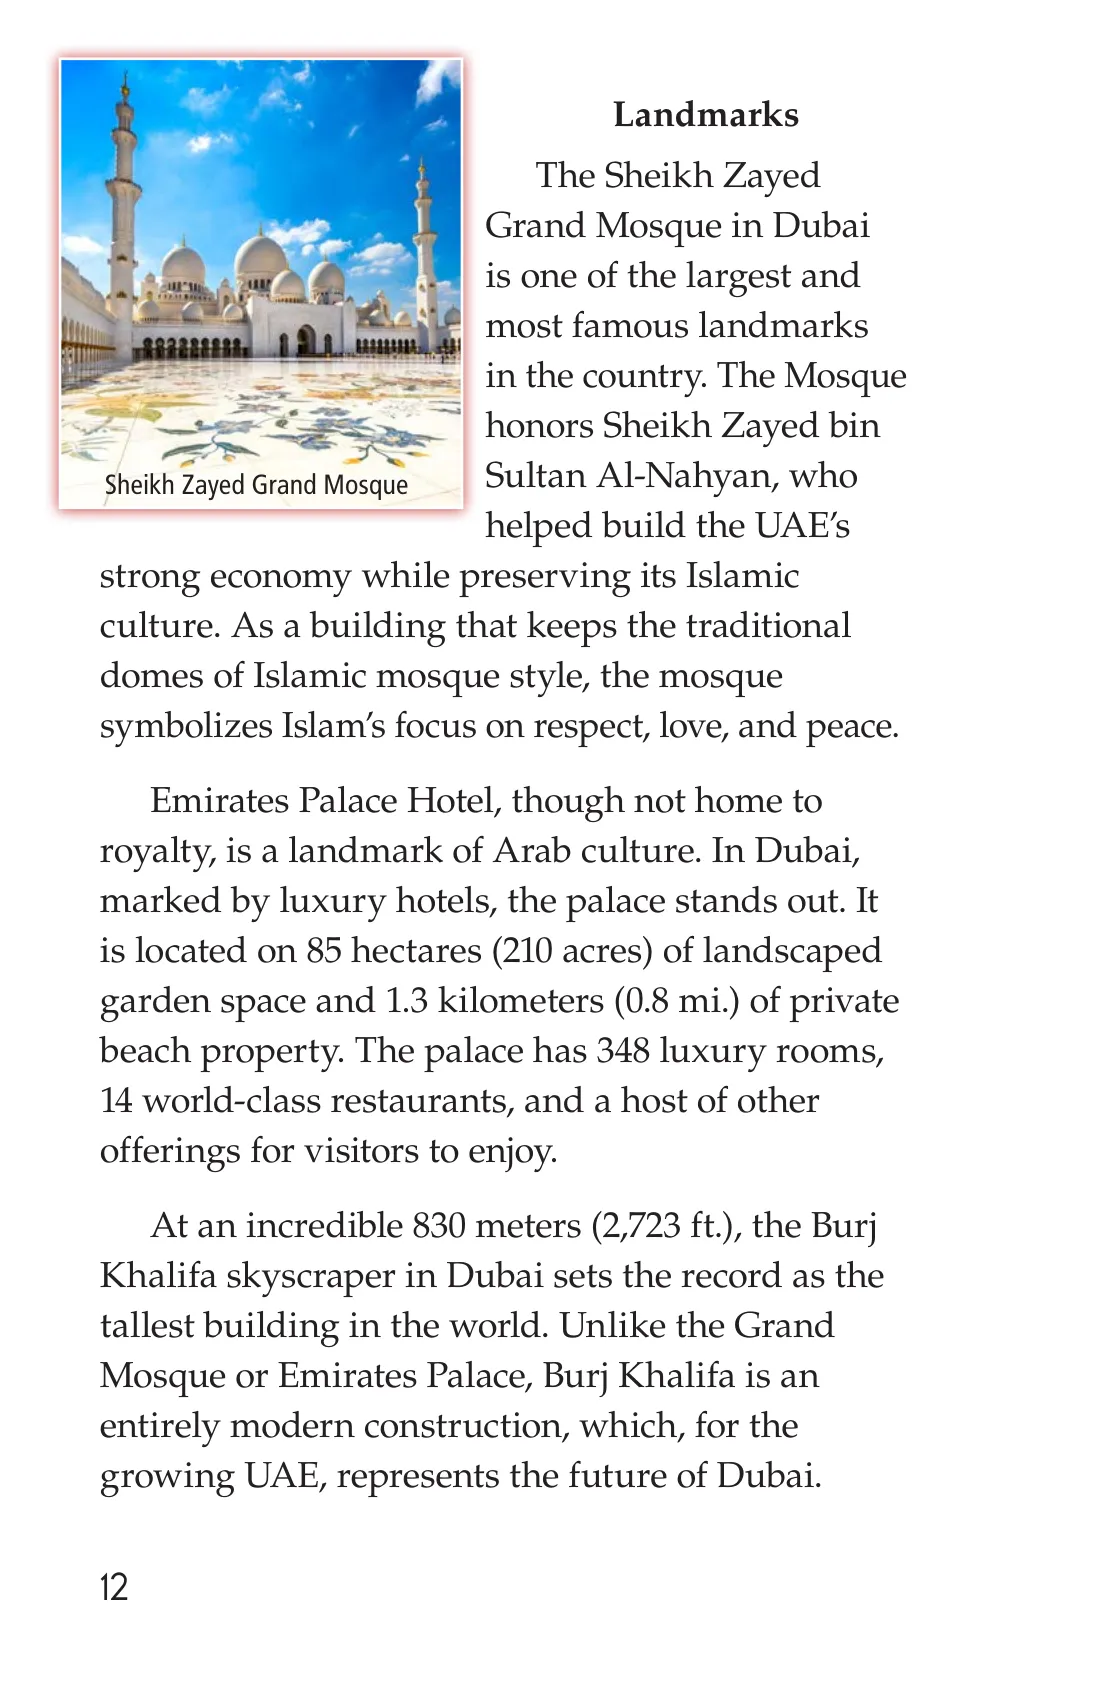 Landmarks
The Sheikh Zayed
Grand Mosque in Dubai
is one of the largest and
most famous landmarks
in the country. The Mosque
honors Sheikh Zayed bin
Sultan Al-Nahyan, who
helped build the UAE’s
strong economy while preserving its Islamic
culture. As a building that keeps the traditional
domes of Islamic mosque style, the mosque
symbolizes Islam’s focus on respect, love, and peace.
Sheikh Zayed Grand Mosque
Emirates Palace Hotel, though not home to
royalty, is a landmark of Arab culture. In Dubai,
marked by luxury hotels, the palace stands out. It
is located on 85 hectares (210 acres) of landscaped
garden space and 1.3 kilometers (0.8 mi.) of private
beach property. The palace has 348 luxury rooms,
14 world-class restaurants, and a host of other
offerings for visitors to enjoy.
At an incredible 830 meters (2,723 ft.), the Burj
Khalifa skyscraper in Dubai sets the record as the
tallest building in the world. Unlike the Grand
Mosque or Emirates Palace, Burj Khalifa is an
entirely modern construction, which, for the
growing UAE, represents the future of Dubai.
12